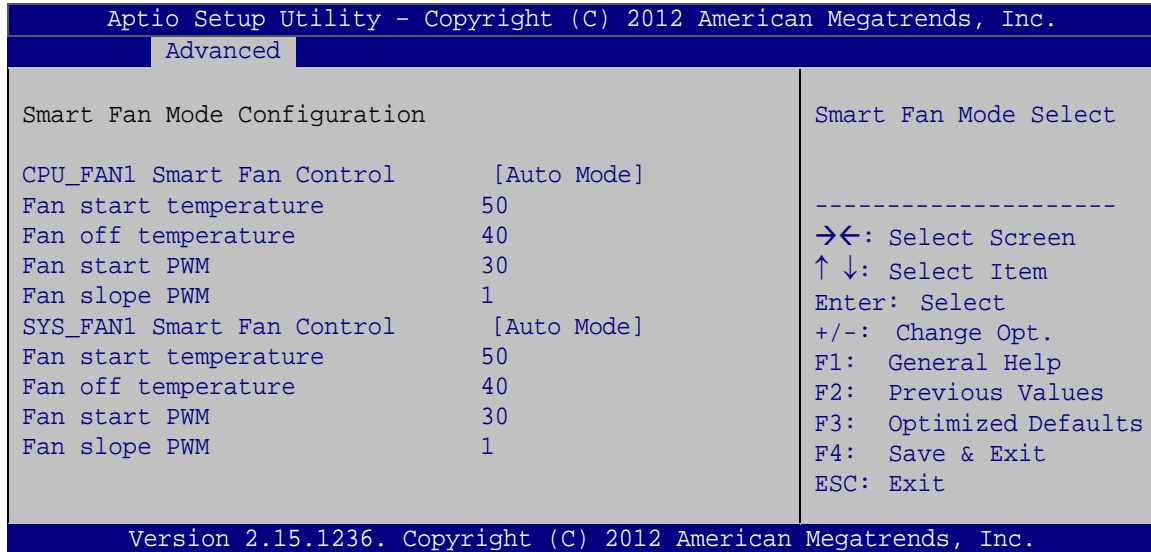 Aptio Setup Utility – Copyright (C) 2012 American Megatrends, Inc.
Advanced
Smart Fan Mode Configuration
CPU_FAN1 Smart Fan Control [Auto Mode]
Fan start temperature 50
Fan off temperature 40
Fan start PWM 30
Fan slope PWM 1
SYS_FAN1 Smart Fan Control [Auto Mode]
Fan start temperature 50
Fan off temperature 40
Fan start PWM 30
Fan slope PWM 1
Smart Fan Mode Select
---------------------
→←: Select Screen
↑ ↓: Select Item
Enter: Select
+/-: Change Opt.
F1: General Help
F2: Previous Values
F3: Optimized Defaults
F4: Save & Exit
ESC: Exit
Version 2.15.1236. Copyright (C) 2012 American Megatrends, Inc.